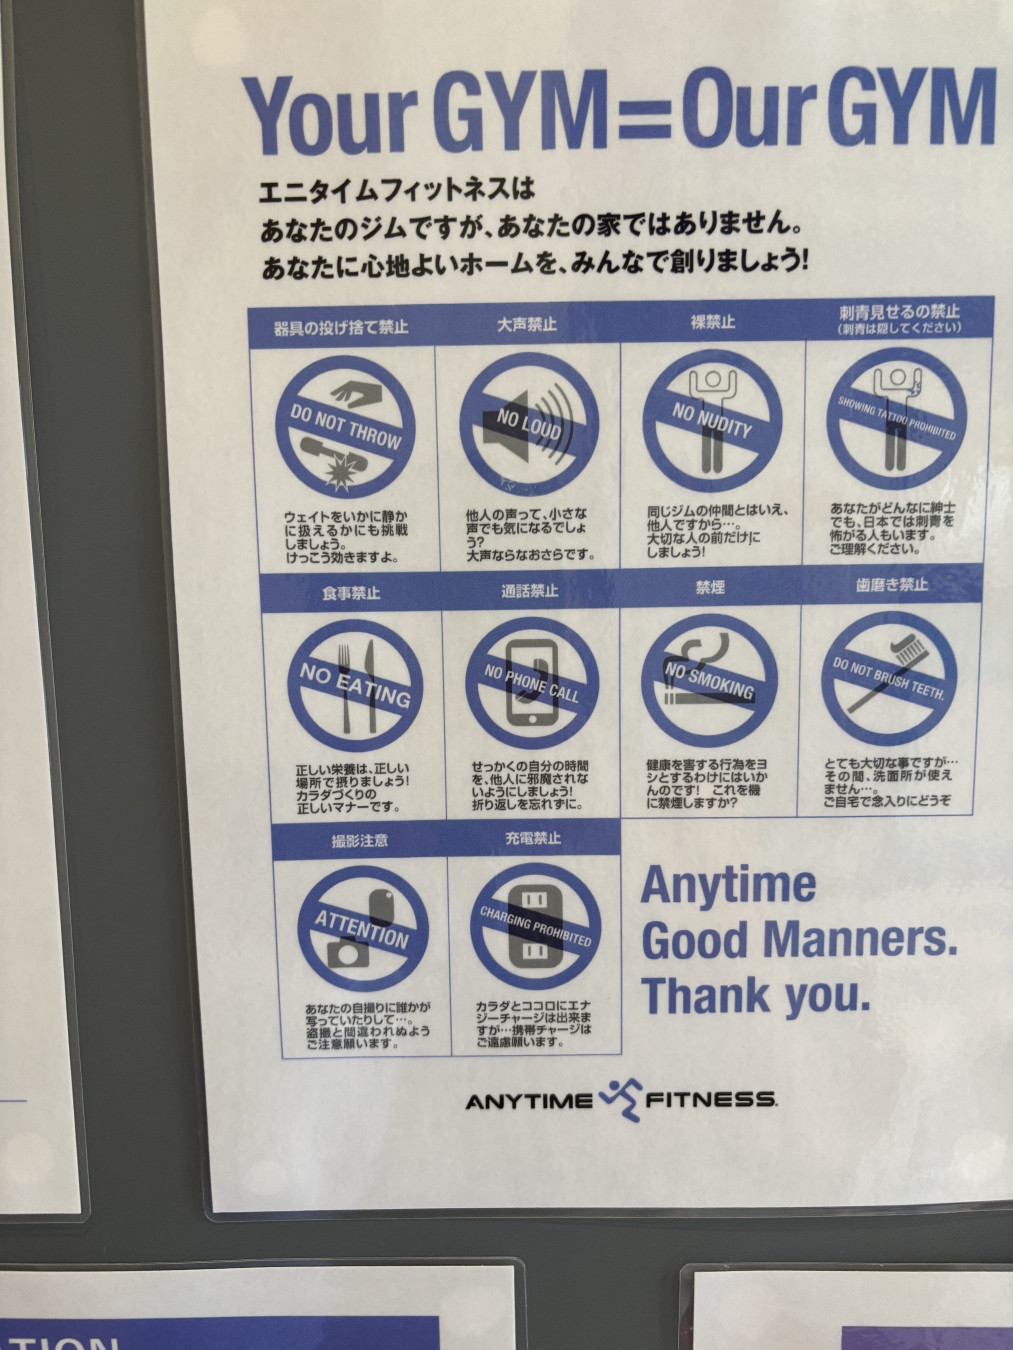 Your GYM=Our GYM
エニタイムフィットネスは
あなたのジムですが、あなたの家ではありません。
あなたに心地よいホームを、みんなで創りましょう!
器具の投げ捨て禁止
DO NOT THROW
ウェイトをいかに静か
に扱えるかにも挑戦
しましょう。
けっこう効きますよ。
大声禁止
NO LOUD
他人の声って、小さな
声でも気になるでしょ
う?
大声ならなおさらです。
裸禁止
NO NUDITY
同じジムの仲間とはいえ、
他人ですから…。
大切な人の前だけに
しましょう!
刺青見せるの禁止
(刺青は隠してください)
SHOWING TATTOO PROHIBITED
あなたがどんなに紳士
でも、日本では刺青を
怖がる人もいます。
ご理解ください。
食事禁止
NO EATING
正しい栄養は、正しい
場所で摂りましょう!
カラダづくりの
正しいマナーです。
通話禁止
NO PHONE CALL
せっかくの自分の時間
を、他人に邪魔されな
いようにしましょう!
折り返しを忘れずに。
禁煙
NO SMOKING
健康を害する行為をヨ
シとするわけにはいか
んのです! これを機
に禁煙しますか?
歯磨き禁止
DO NOT BRUSH TEETH.
とても大切な事ですが…
その間、洗面所が使え
ません…。
ご自宅で念入りにどうぞ
撮影注意
ATTENTION
あなたの自撮りに誰かが
写っていたりして…。
盗撮と間違われぬよう
ご注意願います。
充電禁止
CHARGING PROHIBITED
カラダとココロにエナ
ジーチャージは出来ま
すが…携帯チャージは
ご遠慮願います。
Anytime
Good Manners.
Thank you.
ANYTIME FITNESS.
TION